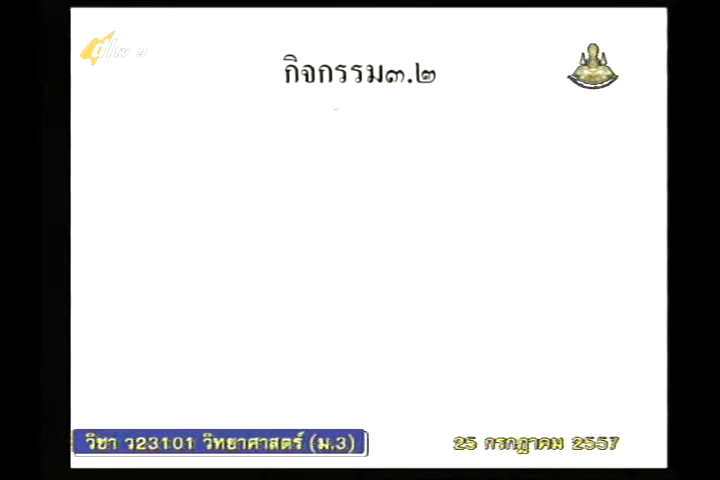 กิจกรรม๓.๒
วิชา ว23101 วิทยาศาสตร์ (ม.3)
25 กรกฎาคม 2557